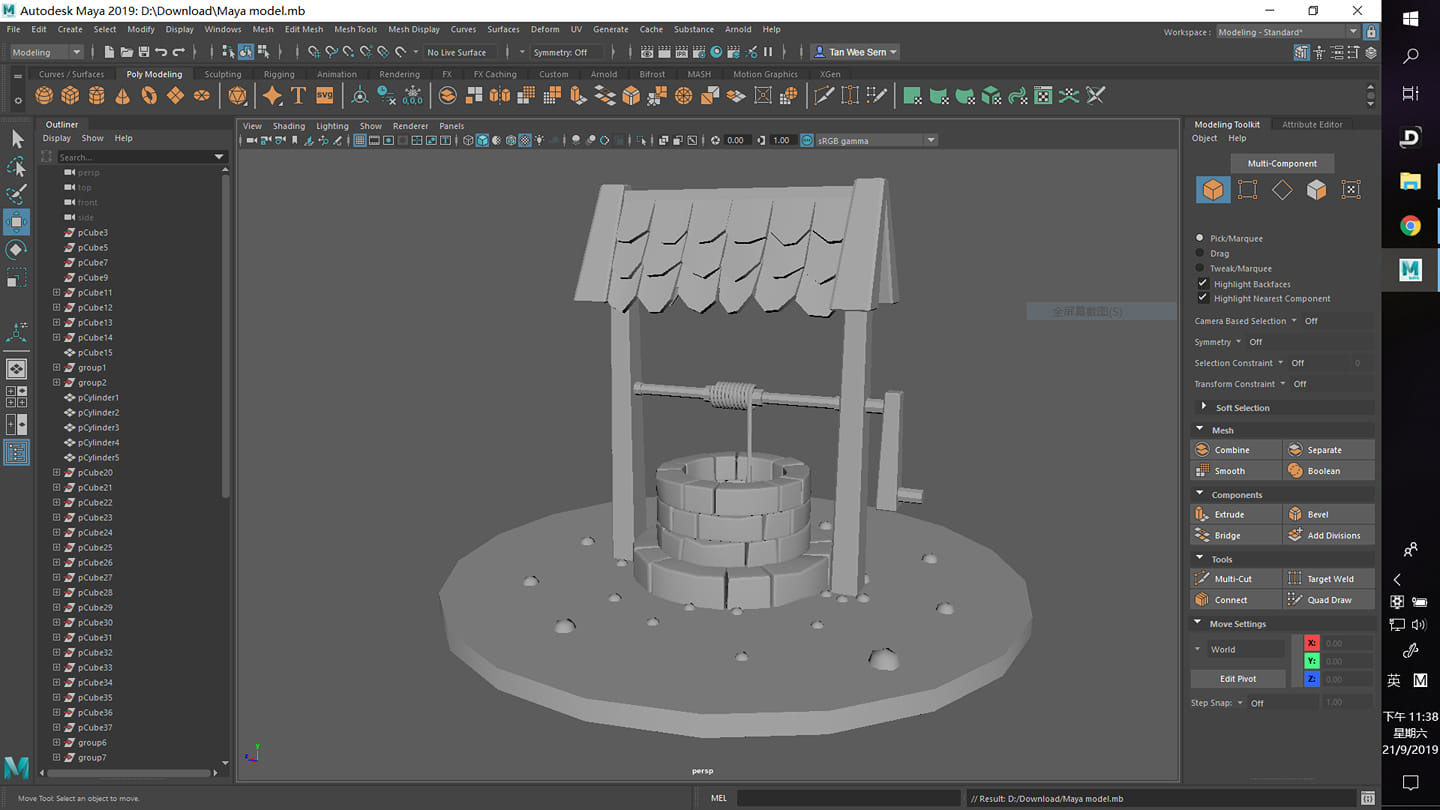 Autodesk Maya 2019: D:\Download\Maya model.mb
File Edit Create Select Modify Display Windows Mesh Edit Mesh Mesh Tools Mesh Display Curves Surfaces Deform UV Generate Cache Substance Arnold Help
Workspace : Modeling - Standard*
Modeling No Live Surface Symmetry: Off Tan Wee Sern
Curves / Surfaces Poly Modeling Sculpting Rigging Animation Rendering FX FX Caching Custom Arnold Bifrost MASH Motion Graphics XGen
T SVG 0,0,0
Outliner
Display Show Help
Search...
persp
top
front
side
pCube3
pCube5
pCube7
pCube9
pCube11
pCube12
pCube13
pCube14
pCube15
group1
group2
pCylinder1
pCylinder2
pCylinder3
pCylinder4
pCylinder5
pCube20
pCube21
pCube22
pCube23
pCube24
pCube25
pCube26
pCube27
pCube28
pCube29
pCube30
pCube31
pCube32
pCube33
pCube34
pCube35
pCube36
pCube37
group6
group7
View Shading Lighting Show Renderer Panels
0.00 1.00 sRGB gamma
全屏幕截图(S)
y
z
persp
Modeling Toolkit Attribute Editor
Object Help
Multi-Component
Pick/Marquee
Drag
Tweak/Marquee
Highlight Backfaces
Highlight Nearest Component
Camera Based Selection Off
Symmetry Off
Selection Constraint Off 0
Transform Constraint Off
Soft Selection
Mesh
Combine Separate
Smooth Boolean
Components
Extrude Bevel
Bridge Add Divisions
Tools
Multi-Cut Target Weld
Connect Quad Draw
Move Settings
World X: 0.00
Y: 0.00
Edit Pivot Z: 0.00
Step Snap: Off 1.00
英 M
下午 11:38
星期六
21/9/2019
Move Tool: Select an object to move.
MEL
// Result: D:/Download/Maya model.mb